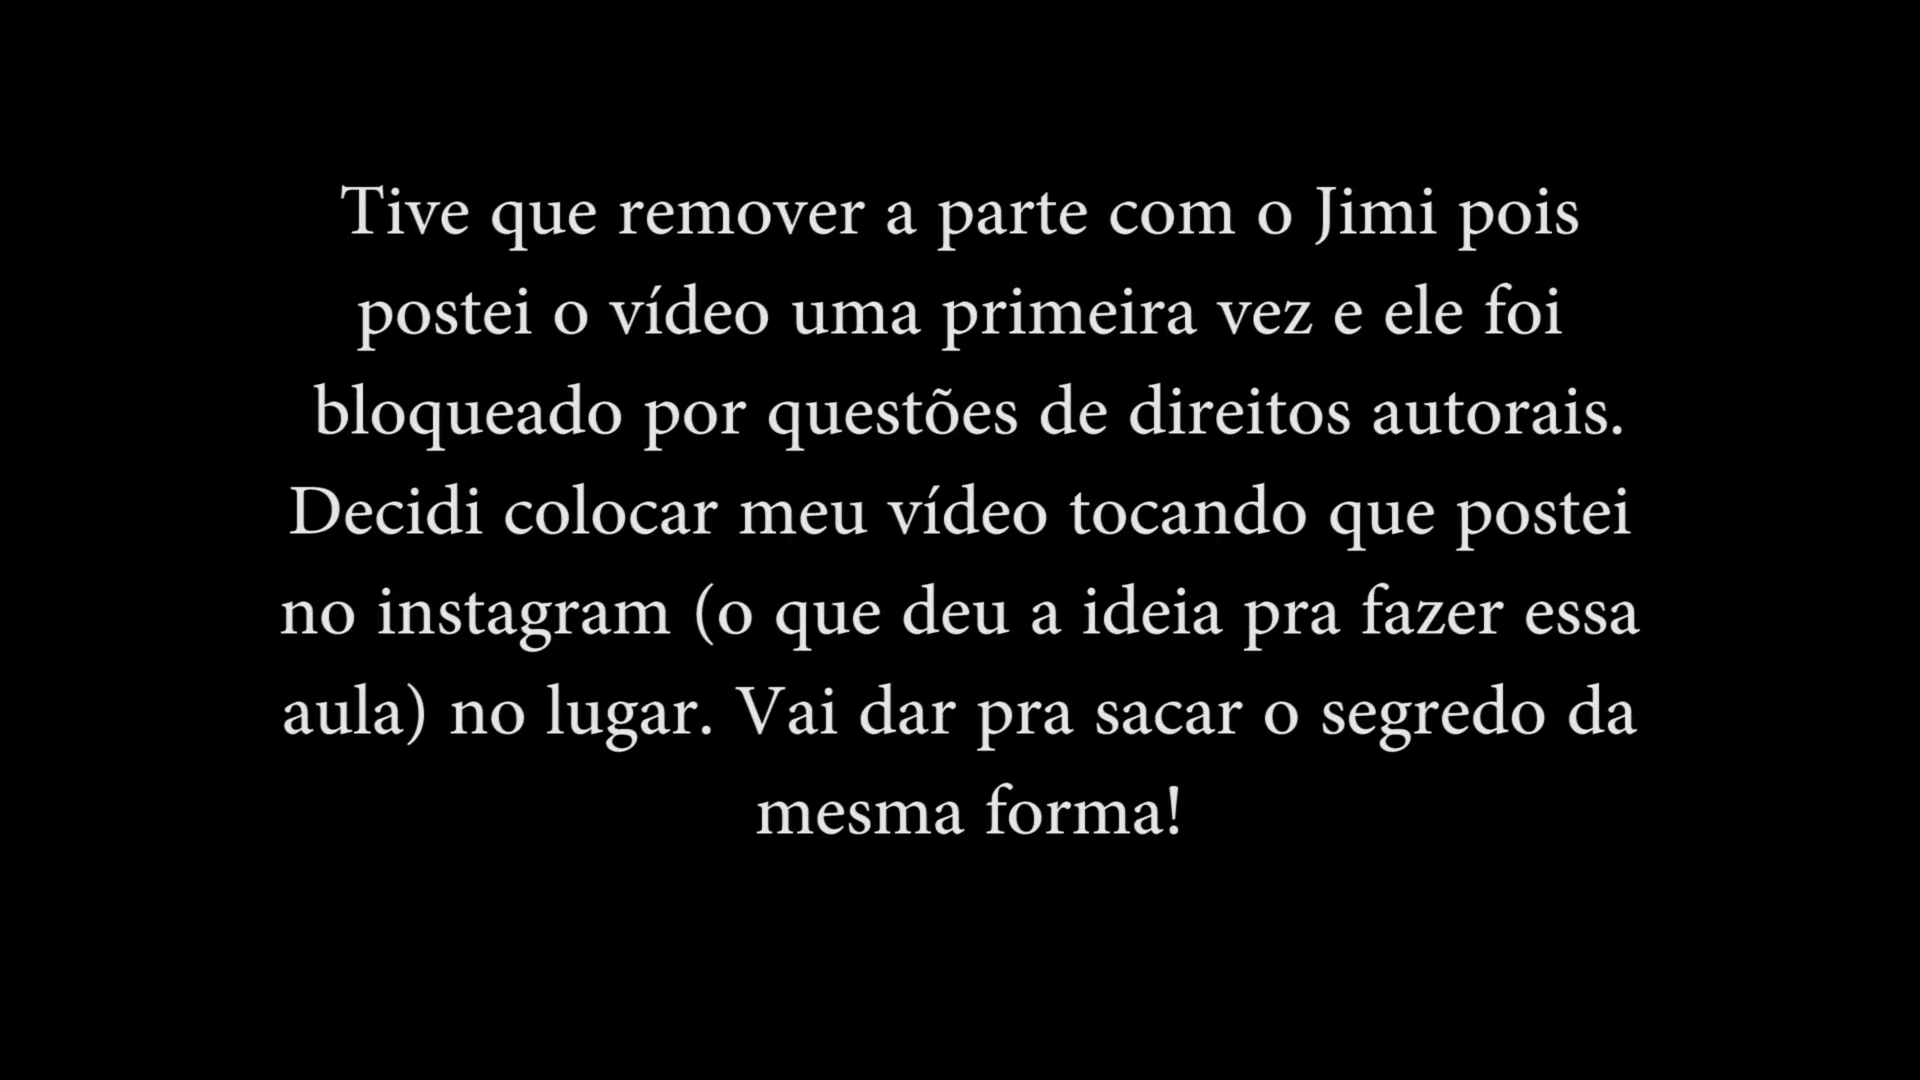 Tive que remover a parte com o Jimi pois
postei o vídeo uma primeira vez e ele foi
bloqueado por questões de direitos autorais.
Decidi colocar meu vídeo tocando que postei
no instagram (o que deu a ideia pra fazer essa
aula) no lugar. Vai dar pra sacar o segredo da
mesma forma!